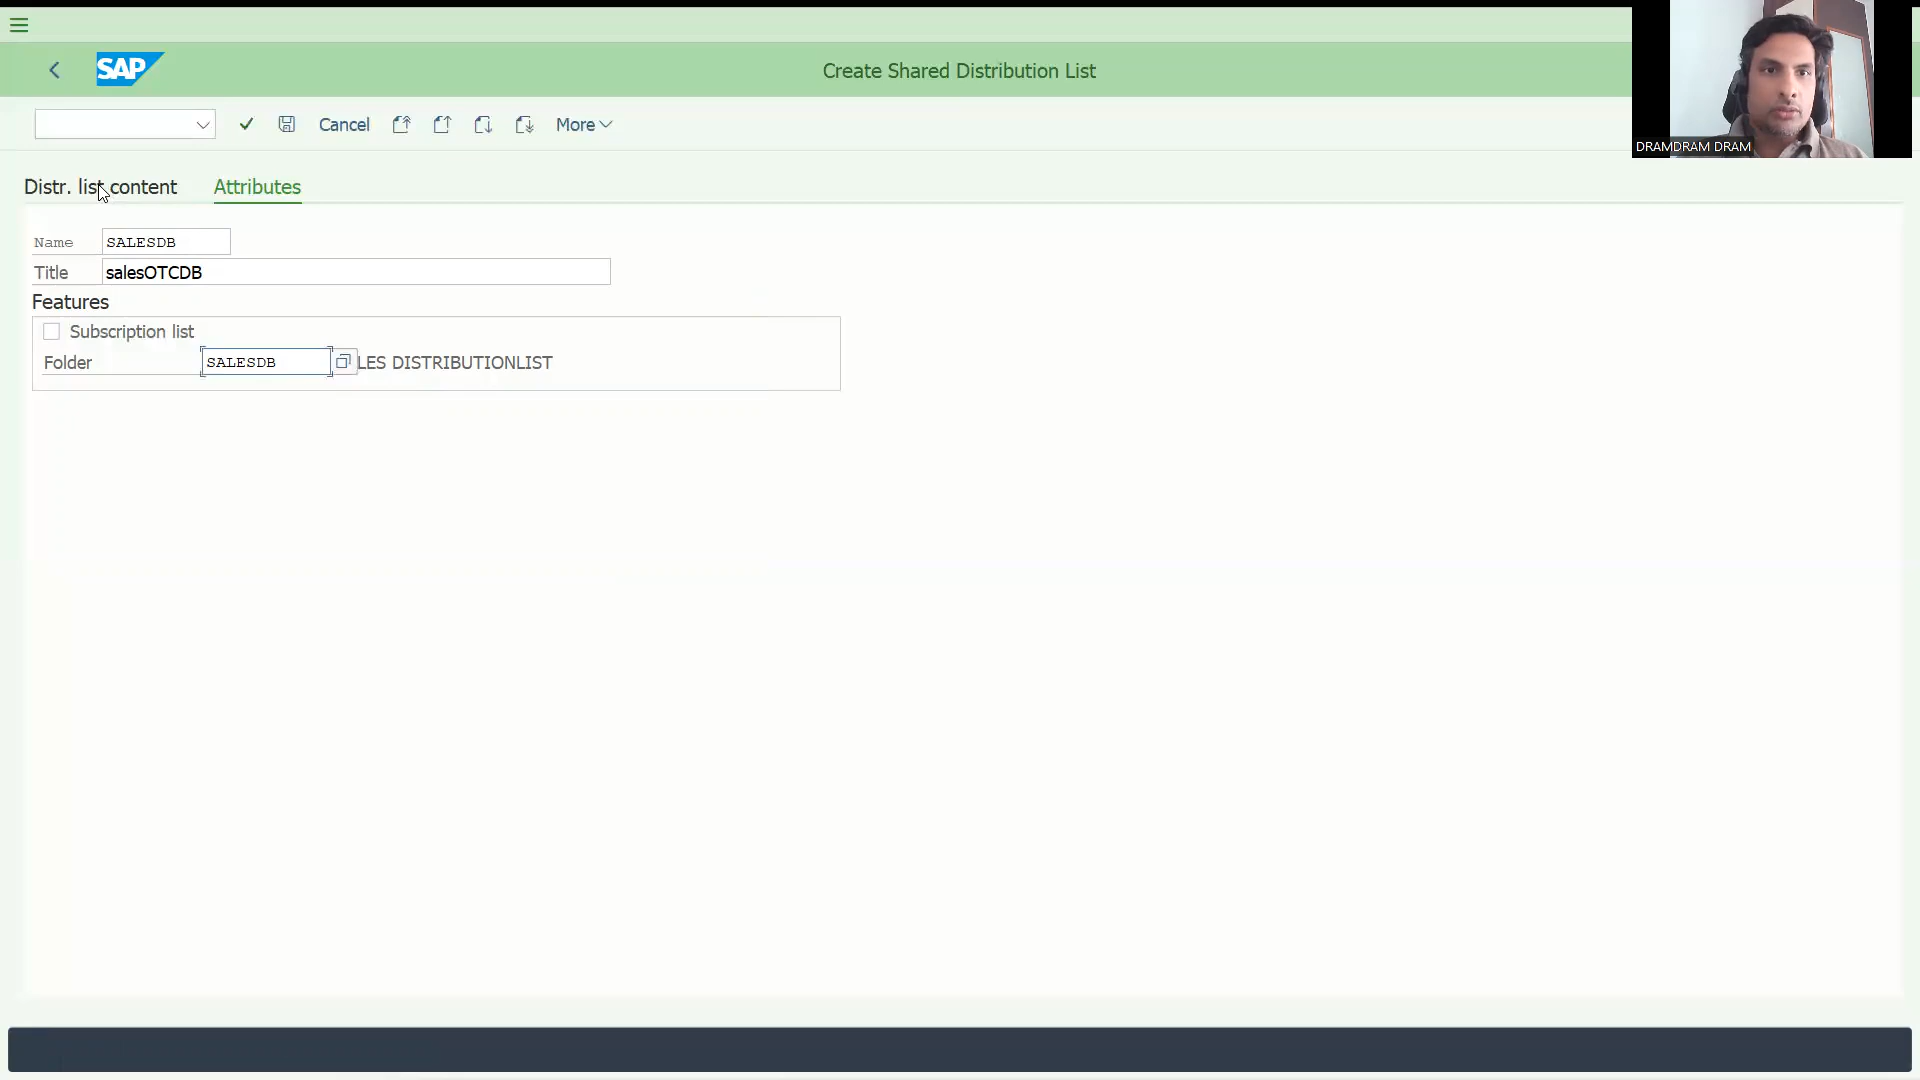 SAP
Create Shared Distribution List
Cancel
More
DRAMDRAM DRAM
Distr. list content
Attributes
Name SALESDB
Title salesOTCDB
Features
Subscription list
Folder SALESDB LES DISTRIBUTIONLIST